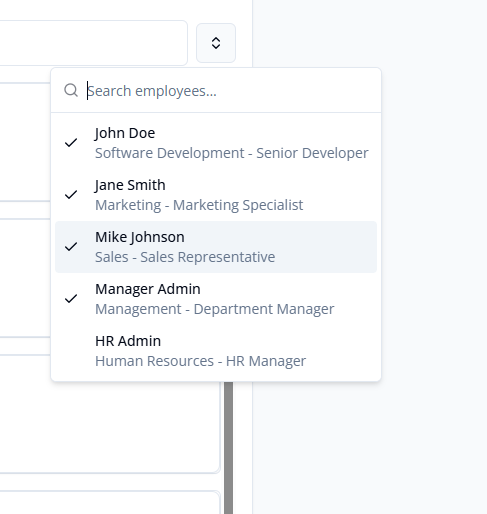 Search employees...
John Doe
Software Development - Senior Developer
Jane Smith
Marketing - Marketing Specialist
Mike Johnson
Sales - Sales Representative
Manager Admin
Management - Department Manager
HR Admin
Human Resources - HR Manager